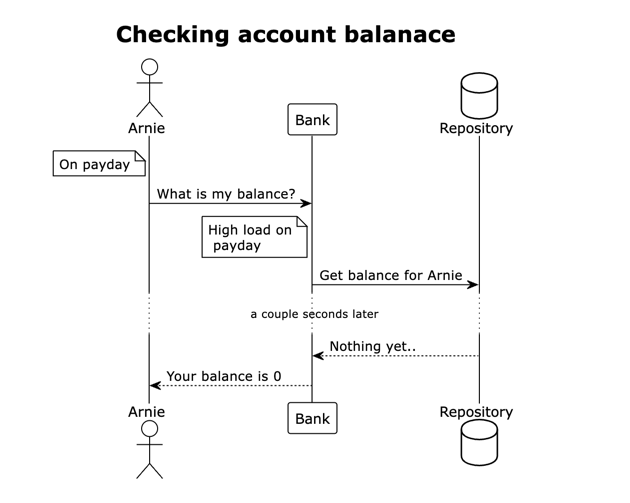 Checking account balanace
Arnie
Bank
Repository
On payday
What is my balance?
High load on
payday
Get balance for Arnie
a couple seconds later
Nothing yet..
Your balance is 0
Arnie
Bank
Repository